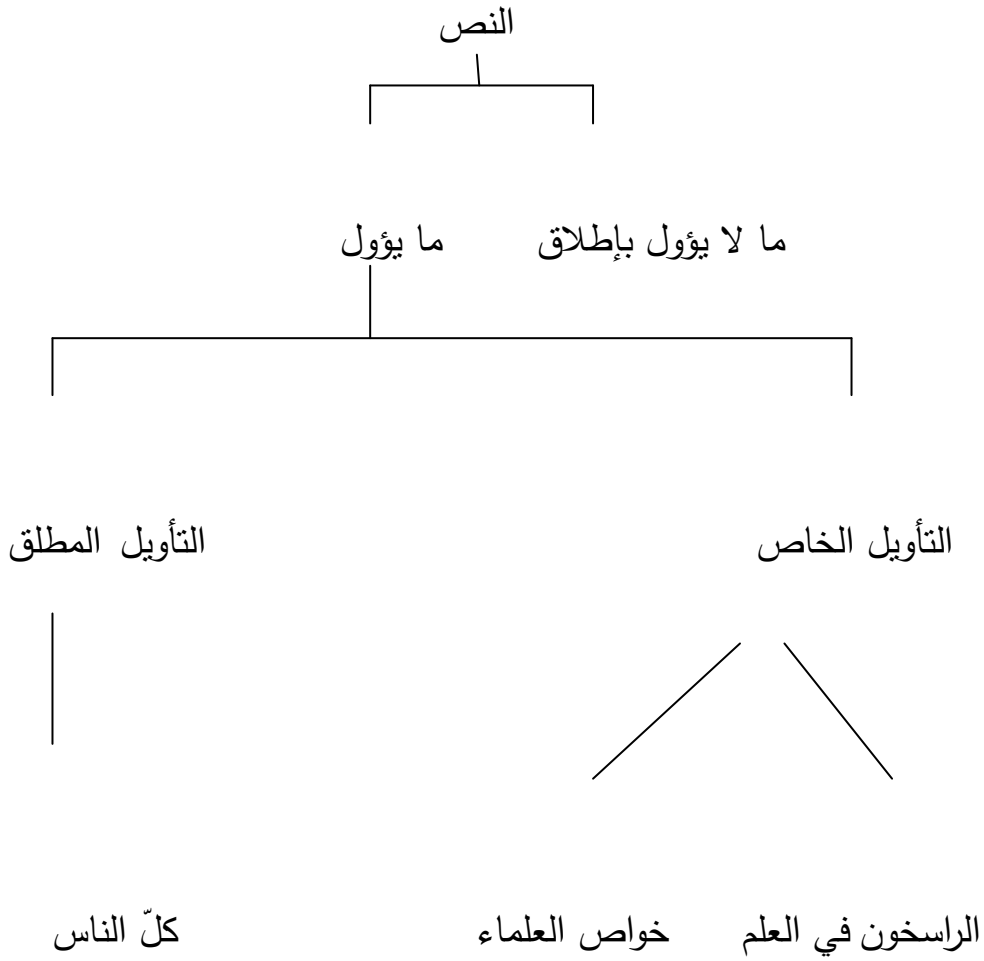 النص
ما لا يؤول بإطلاق ما يؤول
التأويل الخاص التأويل المطلق
الراسخون في العلم خواص العلماء كلّ الناس